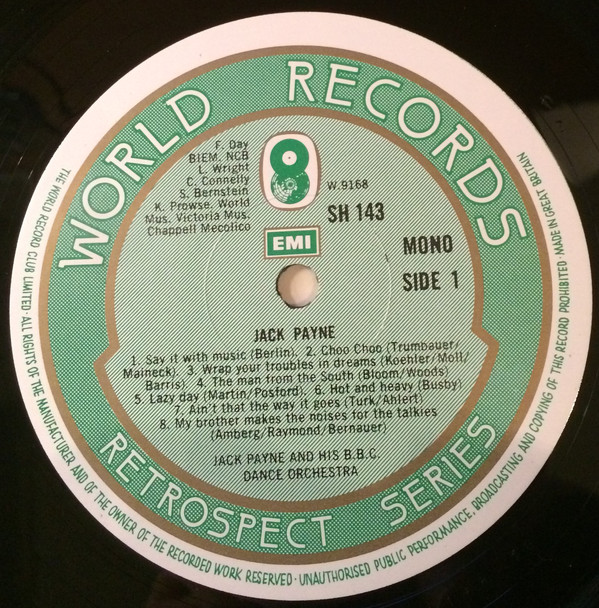 WORLD RECORDS
F. Day
BIEM. NCB
L. Wright
C. Connelly
S. Bernstein
K. Prowse. World
Mus. Victoria Mus.
Chappell Mecolico
W.9168
SH 143
EMI
MONO
SIDE 1
JACK PAYNE
1. Say it with music (Berlin). 2. Choo Choo (Trumbauer/
Maineck). 3. Wrap your troubles in dreams (Koehler/Moll/
Barris). 4. The man from the South (Bloom/Woods)
5. Lazy day (Martin/Posford). 6. Hot and heavy (Busby)
7. Ain't that the way it goes (Turk/Ahlert)
8. My brother makes the noises for the talkies
(Amberg/Raymond/Bernauer)
JACK PAYNE AND HIS B.B.C.
DANCE ORCHESTRA
RETROSPECT SERIES
THE WORLD RECORD CLUB LIMITED · ALL RIGHTS OF THE MANUFACTURER AND OF THE OWNER OF THE RECORDED WORK RESERVED · UNAUTHORISED PUBLIC PERFORMANCE, BROADCASTING AND COPYING OF THIS RECORD PROHIBITED · MADE IN GREAT BRITAIN